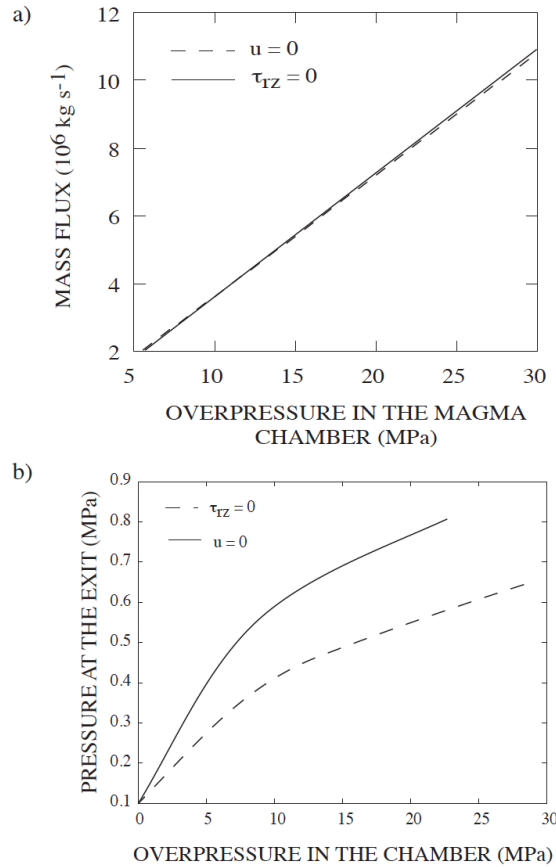 a)
12
10
8
6
4
2
MASS FLUX (10⁶ kg s⁻¹)
u = 0
τrz = 0
5 10 15 20 25 30
OVERPRESSURE IN THE MAGMA
CHAMBER (MPa)
b)
0.9
0.8
0.7
0.6
0.5
0.4
0.3
0.2
0.1
PRESSURE AT THE EXIT (MPa)
τrz = 0
u = 0
0 5 10 15 20 25 30
OVERPRESSURE IN THE CHAMBER (MPa)